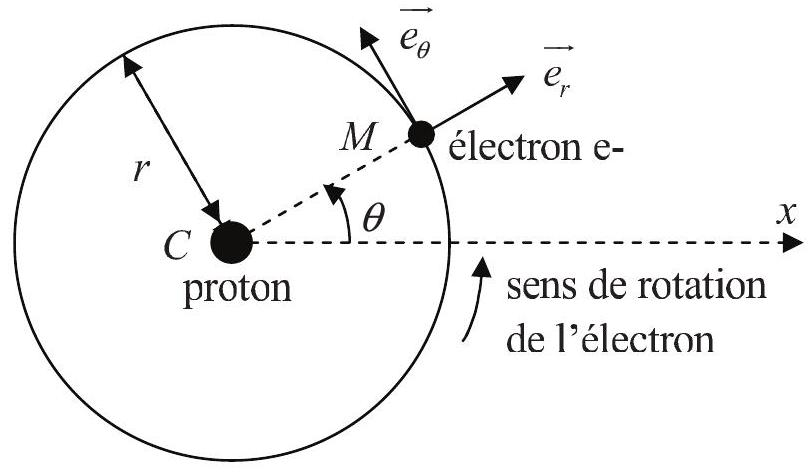 e_θ
e_r
M
électron e-
r
θ
x
C
proton
sens de rotation
de l'électron